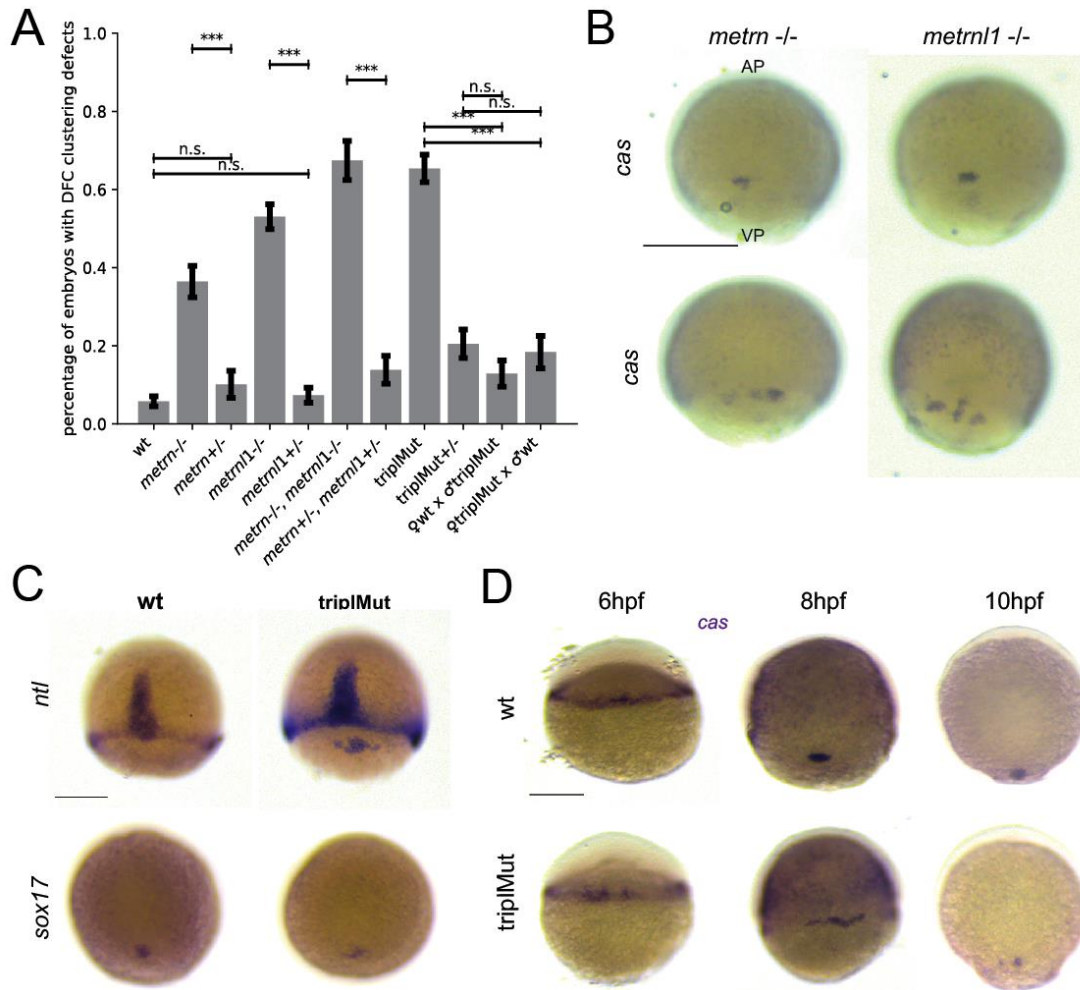 A
percentage of embryos with DFC clustering defects
1.0
0.8
0.6
0.4
0.2
0.0
***
***
***
n.s.
n.s.
***
***
n.s.
n.s.
wt
metrn-/-
metrn+/-
metrnl1-/-
metrnl1+/-
metrn-/-, metrnl1-/-
metrn+/-, metrnl1+/-
triplMut
triplMut+/-
♀wt x ♂triplMut
♀triplMut x ♂wt
B
metrn -/-
metrnl1 -/-
cas
AP
VP
cas
C
wt
triplMut
ntl
sox17
D
6hpf
8hpf
10hpf
cas
wt
triplMut